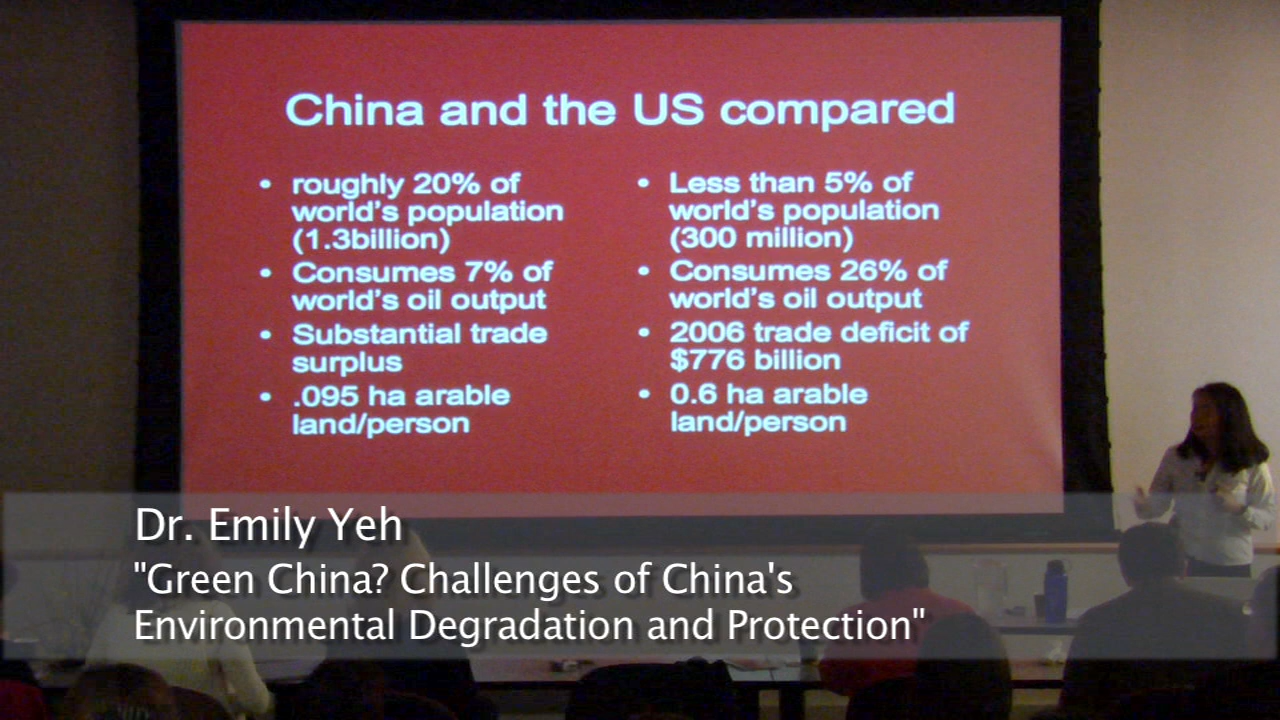 China and the US compared
• roughly 20% of
world's population
(1.3billion)
• Consumes 7% of
world's oil output
• Substantial trade
surplus
• .095 ha arable
land/person
• Less than 5% of
world's population
(300 million)
• Consumes 26% of
world's oil output
• 2006 trade deficit of
$776 billion
• 0.6 ha arable
land/person
Dr. Emily Yeh
"Green China? Challenges of China's
Environmental Degradation and Protection"